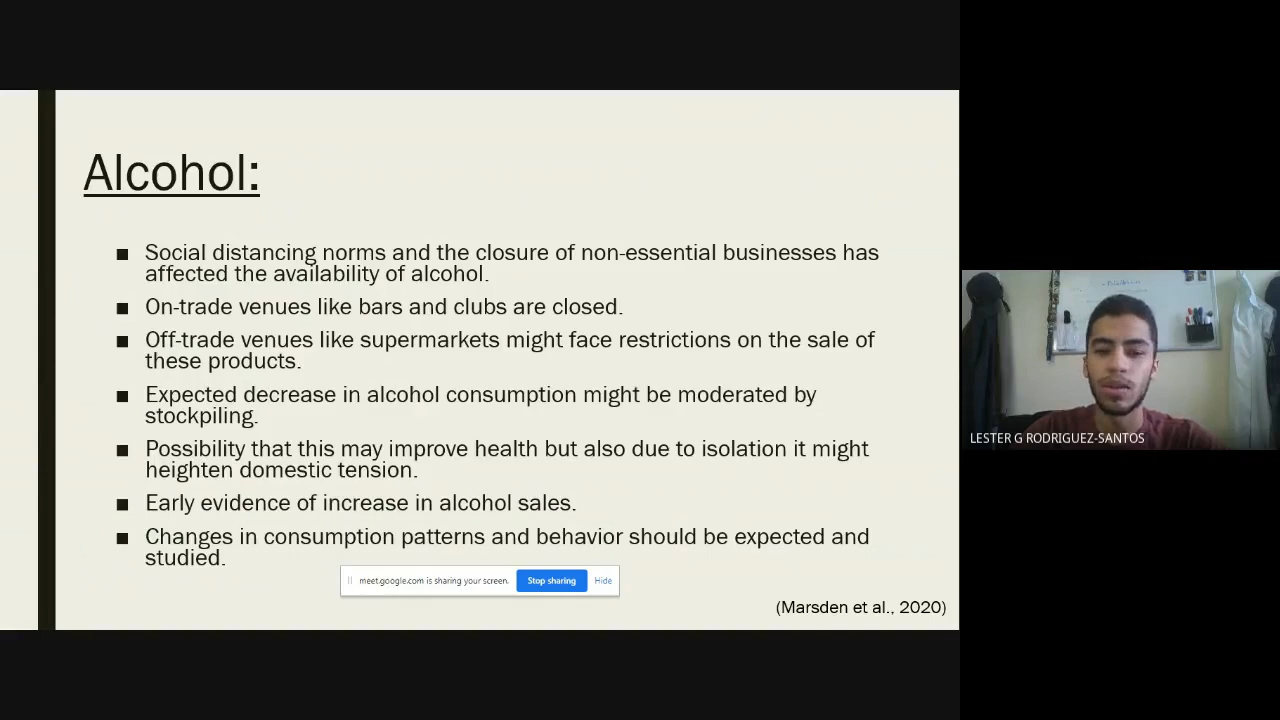 Alcohol:
Social distancing norms and the closure of non-essential businesses has
affected the availability of alcohol.
On-trade venues like bars and clubs are closed.
Off-trade venues like supermarkets might face restrictions on the sale of
these products.
Expected decrease in alcohol consumption might be moderated by
stockpiling.
Possibility that this may improve health but also due to isolation it might
heighten domestic tension.
Early evidence of increase in alcohol sales.
Changes in consumption patterns and behavior should be expected and
studied.
meet.google.com is sharing your screen. Stop sharing Hide
(Marsden et al., 2020)
LESTER G RODRIGUEZ-SANTOS